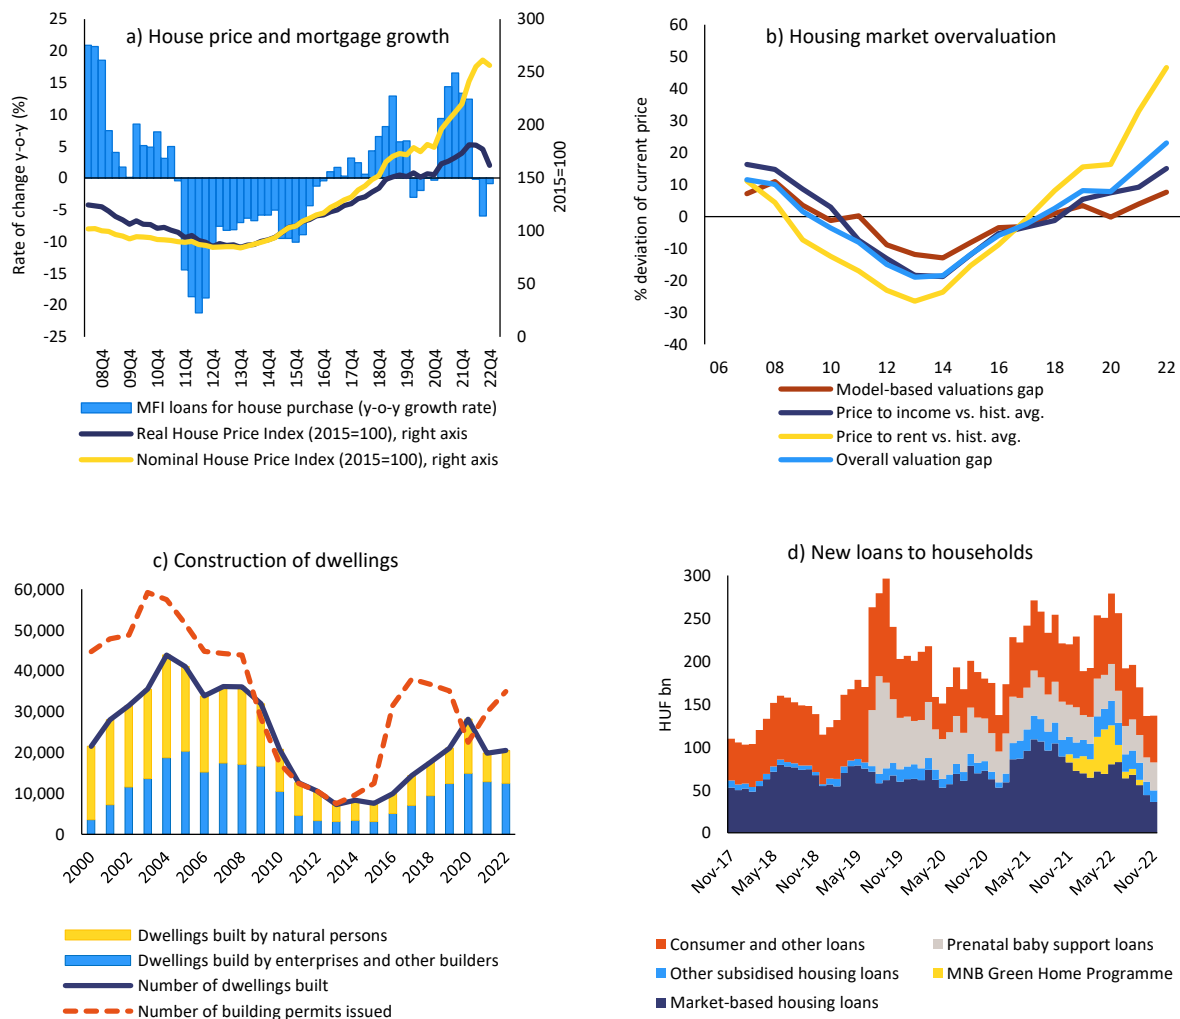 a) House price and mortgage growth
Rate of change y-o-y (%)
25
20
15
10
5
0
-5
-10
-15
-20
-25
300
250
200
150
100
50
0
2015=100
08Q4
09Q4
10Q4
11Q4
12Q4
13Q4
14Q4
15Q4
16Q4
17Q4
18Q4
19Q4
20Q4
21Q4
22Q4
MFI loans for house purchase (y-o-y growth rate)
Real House Price Index (2015=100), right axis
Nominal House Price Index (2015=100), right axis
b) Housing market overvaluation
% deviation of current price
60
50
40
30
20
10
0
-10
-20
-30
-40
06
08
10
12
14
16
18
20
22
Model-based valuations gap
Price to income vs. hist. avg.
Price to rent vs. hist. avg.
Overall valuation gap
c) Construction of dwellings
60,000
50,000
40,000
30,000
20,000
10,000
0
2000
2002
2004
2006
2008
2010
2012
2014
2016
2018
2020
2022
Dwellings built by natural persons
Dwellings build by enterprises and other builders
Number of dwellings built
Number of building permits issued
d) New loans to households
HUF bn
300
250
200
150
100
50
0
Nov-17
May-18
Nov-18
May-19
Nov-19
May-20
Nov-20
May-21
Nov-21
May-22
Nov-22
Consumer and other loans
Prenatal baby support loans
Other subsidised housing loans
MNB Green Home Programme
Market-based housing loans